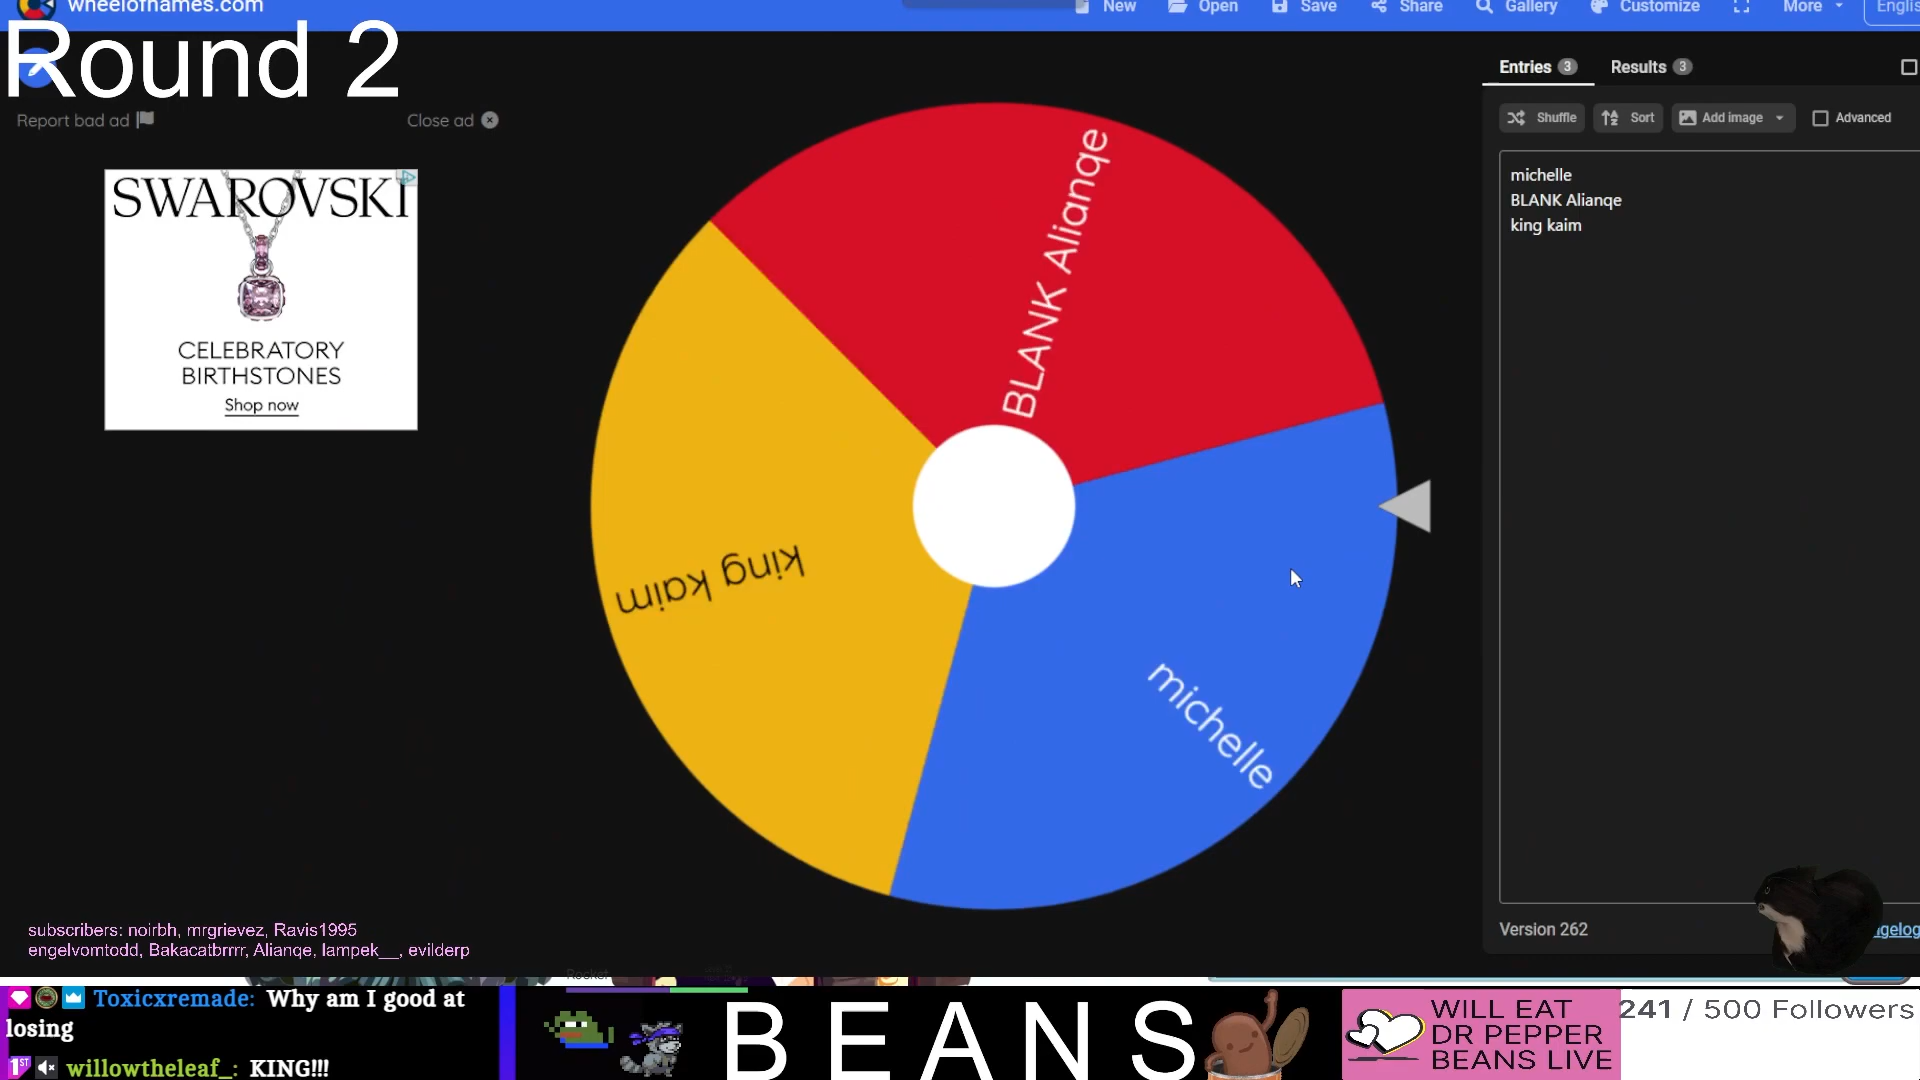 wheelofnames.com
New
Open
Save
Share
Gallery
Customize
More
Round 2
Report bad ad
Close ad
SWAROVSKI
CELEBRATORY
BIRTHSTONES
Shop now
BLANK Alianqe
king kaim
michelle
Entries 3
Results 3
Shuffle
Sort
Add image
Advanced
michelle
BLANK Alianqe
king kaim
Version 262
subscribers: noirbh, mrgrievez, Ravis1995
engelvomtodd, Bakacatbrrrr, Alianqe, lampek__, evilderp
Toxicxremade: Why am I good at
losing
1ST willowtheleaf_: KING!!!
BEANS
WILL EAT
DR PEPPER
BEANS LIVE
241 / 500 Followers